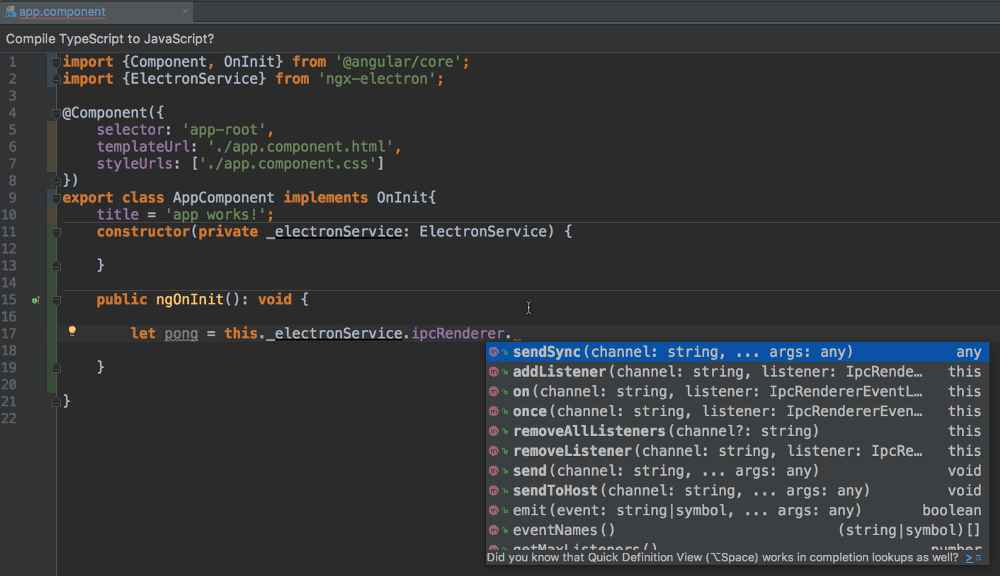 app.component
Compile TypeScript to JavaScript?
1 import {Component, OnInit} from '@angular/core';
2 import {ElectronService} from 'ngx-electron';
3
4 @Component({
5 selector: 'app-root',
6 templateUrl: './app.component.html',
7 styleUrls: ['./app.component.css']
8 })
9 export class AppComponent implements OnInit{
10 title = 'app works!';
11 constructor(private _electronService: ElectronService) {
12
13 }
14
15 public ngOnInit(): void {
16
17 let pong = this._electronService.ipcRenderer.
18
19 }
20
21 }
22
sendSync(channel: string, ... args: any) any
addListener(channel: string, listener: IpcRende… this
on(channel: string, listener: IpcRendererEventL… this
once(channel: string, listener: IpcRendererEven… this
removeAllListeners(channel?: string) this
removeListener(channel: string, listener: IpcRe… this
send(channel: string, ... args: any) void
sendToHost(channel: string, ... args: any) void
emit(event: string|symbol, ... args: any) boolean
eventNames() (string|symbol)[]
getMaxListeners() number
Did you know that Quick Definition View (⌥Space) works in completion lookups as well? >> π